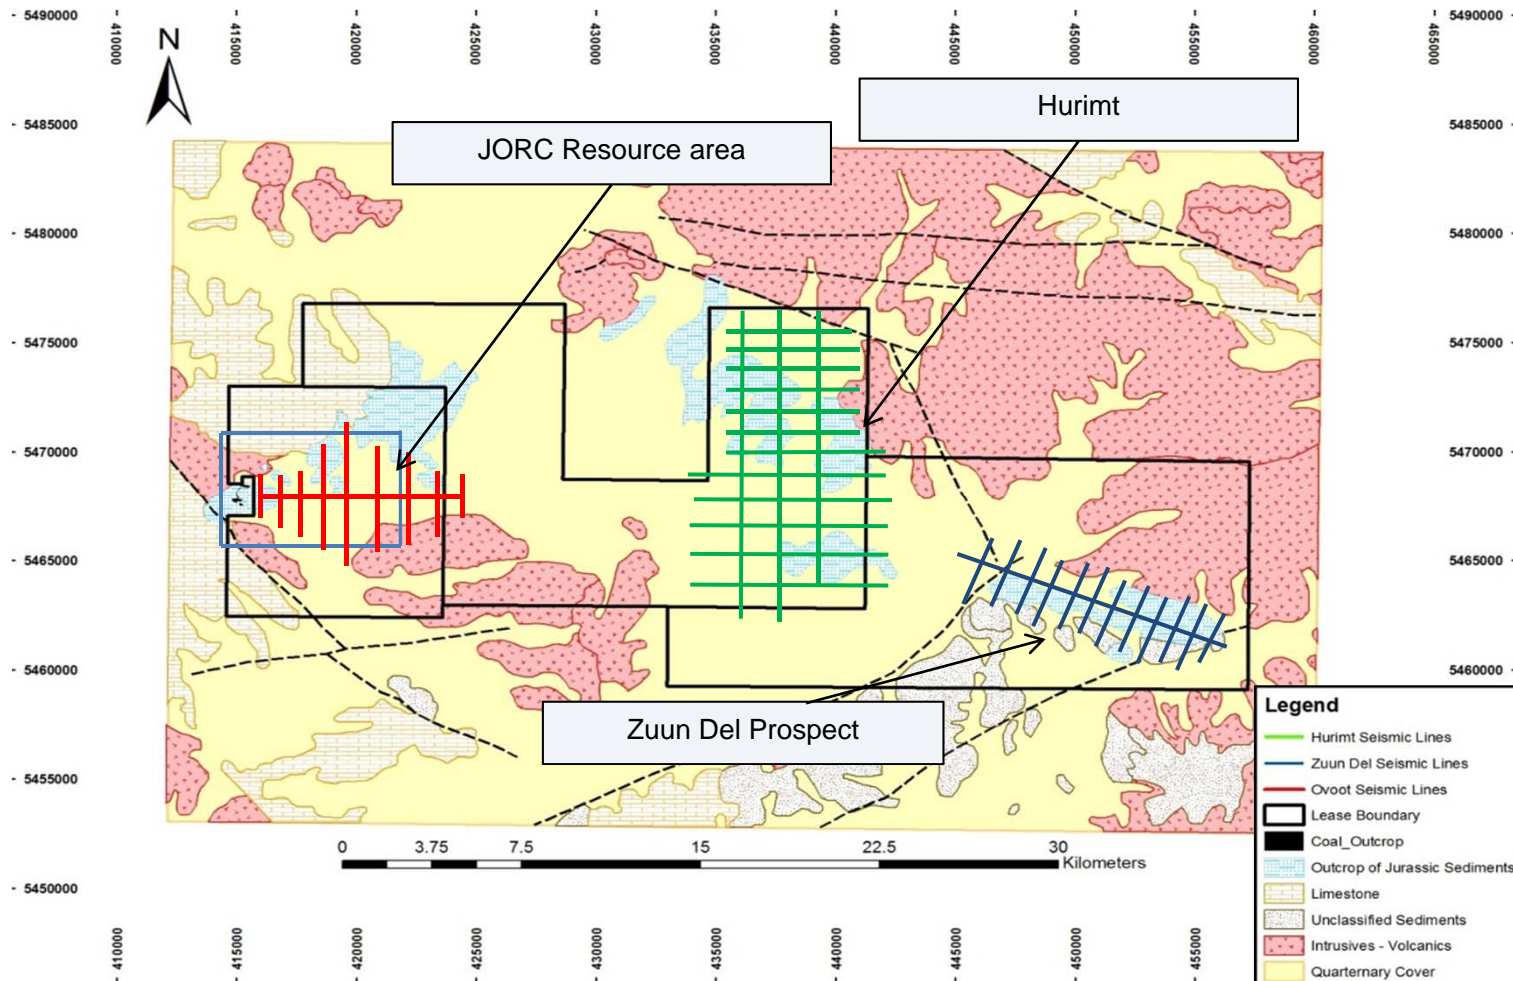 410000
415000
420000
425000
430000
435000
440000
445000
450000
455000
460000
465000
- 5490000
5490000 -
N
Hurimt
- 5485000
5485000 -
JORC Resource area
- 5480000
5480000 -
- 5475000
5475000 -
- 5470000
5470000 -
- 5465000
5465000 -
- 5460000
5460000 -
Zuun Del Prospect
- 5455000
- 5450000
0 3.75 7.5 15 22.5 30
Kilometers
Legend
Hurimt Seismic Lines
Zuun Del Seismic Lines
Ovoot Seismic Lines
Lease Boundary
Coal_Outcrop
Outcrop of Jurassic Sediments
Limestone
Unclassified Sediments
Intrusives - Volcanics
Quarternary Cover
410000
415000
420000
425000
430000
435000
440000
445000
450000
455000